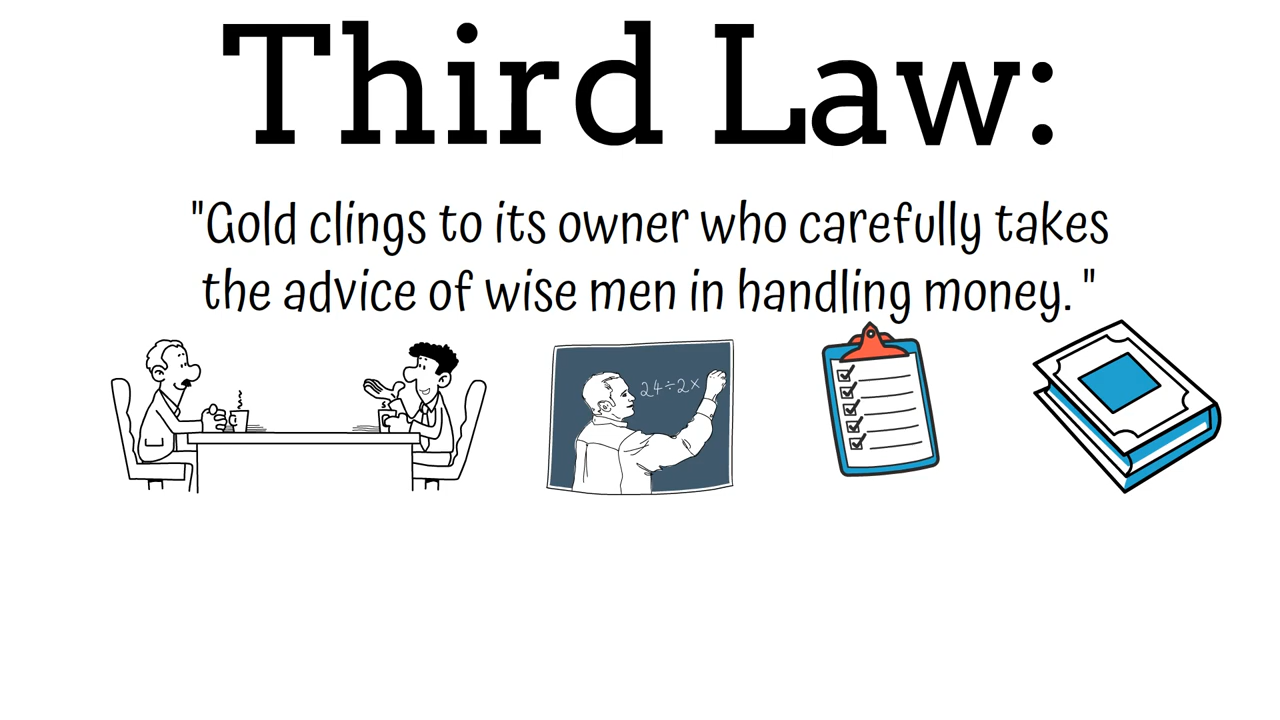 Third Law:
"Gold clings to its owner who carefully takes
the advice of wise men in handling money. "
24÷2x